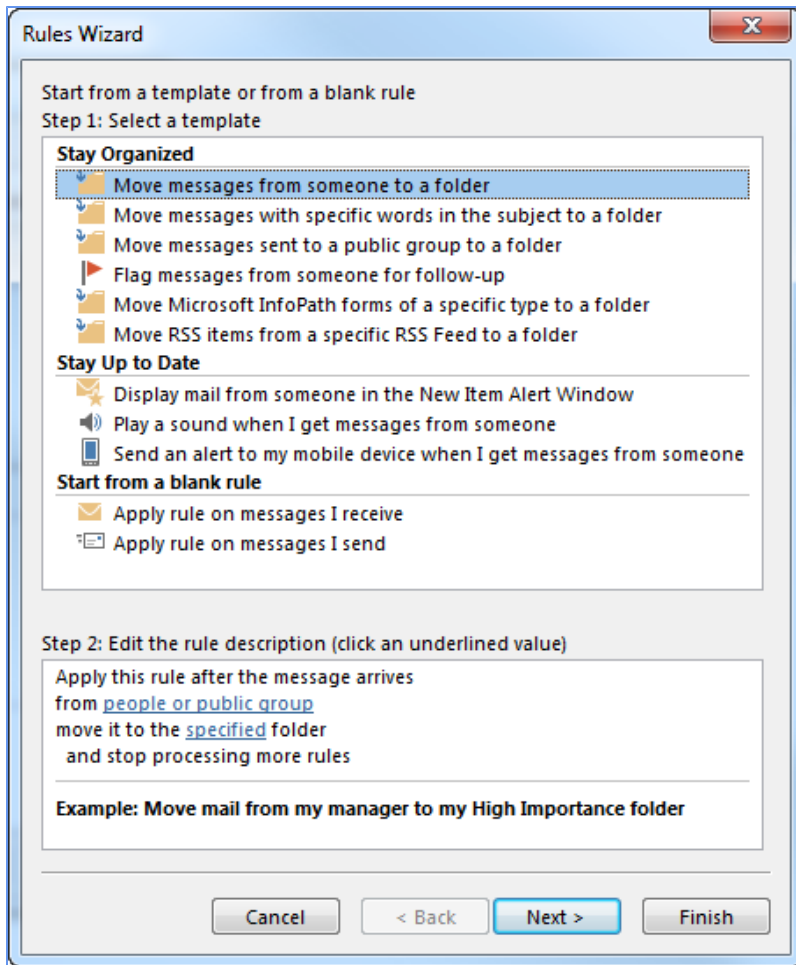 Rules Wizard
Start from a template or from a blank rule
Step 1: Select a template
Stay Organized
Move messages from someone to a folder
Move messages with specific words in the subject to a folder
Move messages sent to a public group to a folder
Flag messages from someone for follow-up
Move Microsoft InfoPath forms of a specific type to a folder
Move RSS items from a specific RSS Feed to a folder
Stay Up to Date
Display mail from someone in the New Item Alert Window
Play a sound when I get messages from someone
Send an alert to my mobile device when I get messages from someone
Start from a blank rule
Apply rule on messages I receive
Apply rule on messages I send
Step 2: Edit the rule description (click an underlined value)
Apply this rule after the message arrives
from people or public group
move it to the specified folder
and stop processing more rules
Example: Move mail from my manager to my High Importance folder
Cancel < Back Next > Finish